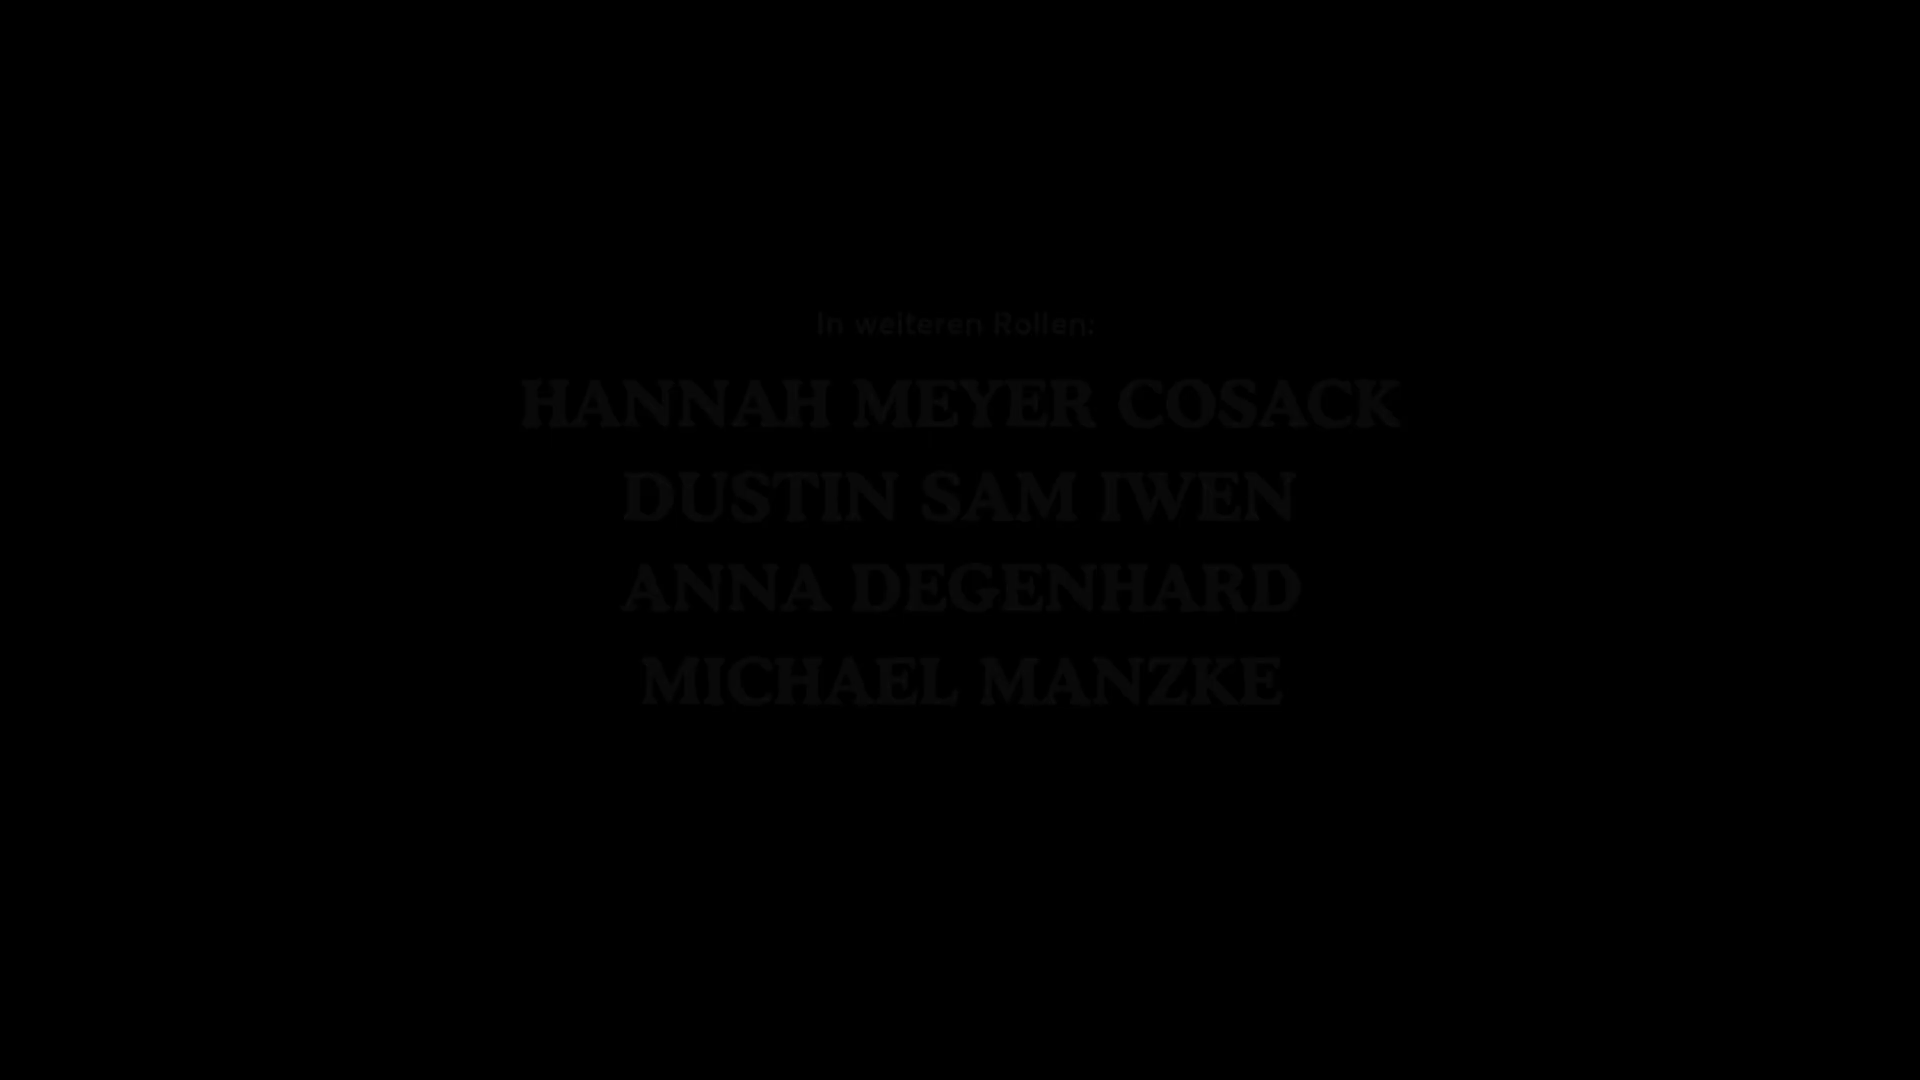 In weiteren Rollen:
HANNAH MEYER COSACK
DUSTIN SAM IWEN
ANNA DEGENHARD
MICHAEL MANZKE